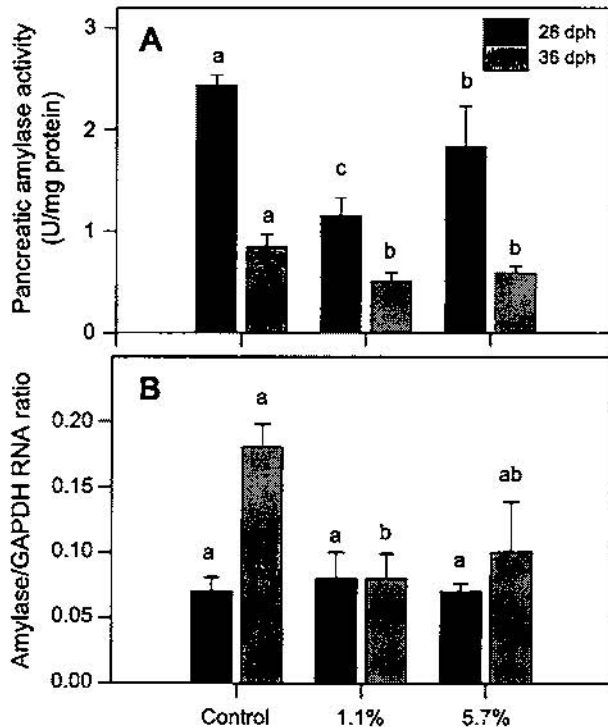 A
28 dph
36 dph
3
2
1
0
a
a
c
b
b
b
Pancreatic amylase activity
(U/mg protein)
B
0.20
0.15
0.10
0.05
0.00
a
a
a
b
a
ab
Amylase/GAPDH RNA ratio
Control
1.1%
5.7%